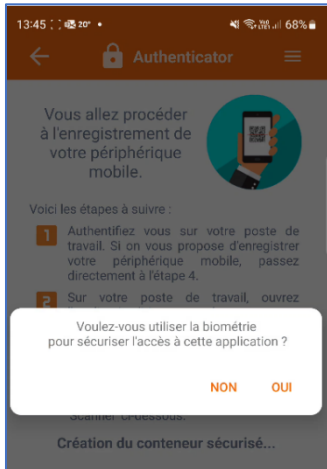 13:45 20° • 68%
Authenticator
Vous allez procéder
à l'enregistrement de
votre périphérique
mobile.
Voici les étapes à suivre :
1 Authentifiez vous sur votre poste de
travail. Si on vous propose d'enregistrer
votre périphérique mobile, passez
directement à l'étape 4.
2 Sur votre poste de travail, ouvrez
Voulez-vous utiliser la biométrie
pour sécuriser l'accès à cette application ?
NON OUI
Scanner ci-dessous.
Création du conteneur sécurisé...